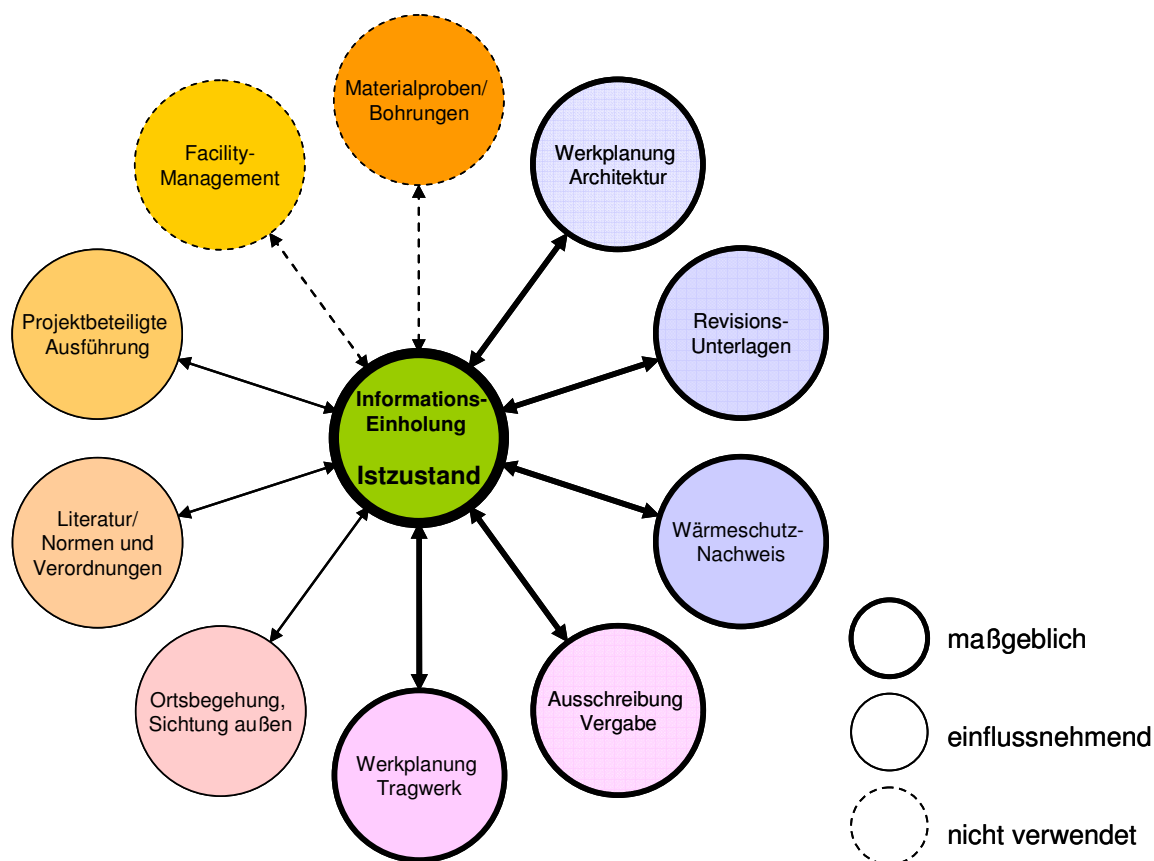 Materialproben/
Bohrungen
Werkplanung
Architektur
Facility-
Management
Revisions-
Unterlagen
Projektbeteiligte
Ausführung
Informations-
Einholung
Istzustand
Wärmeschutz-
Nachweis
Literatur/
Normen und
Verordnungen
Ortsbegehung,
Sichtung außen
Ausschreibung
Vergabe
Werkplanung
Tragwerk
maßgeblich
einflussnehmend
nicht verwendet